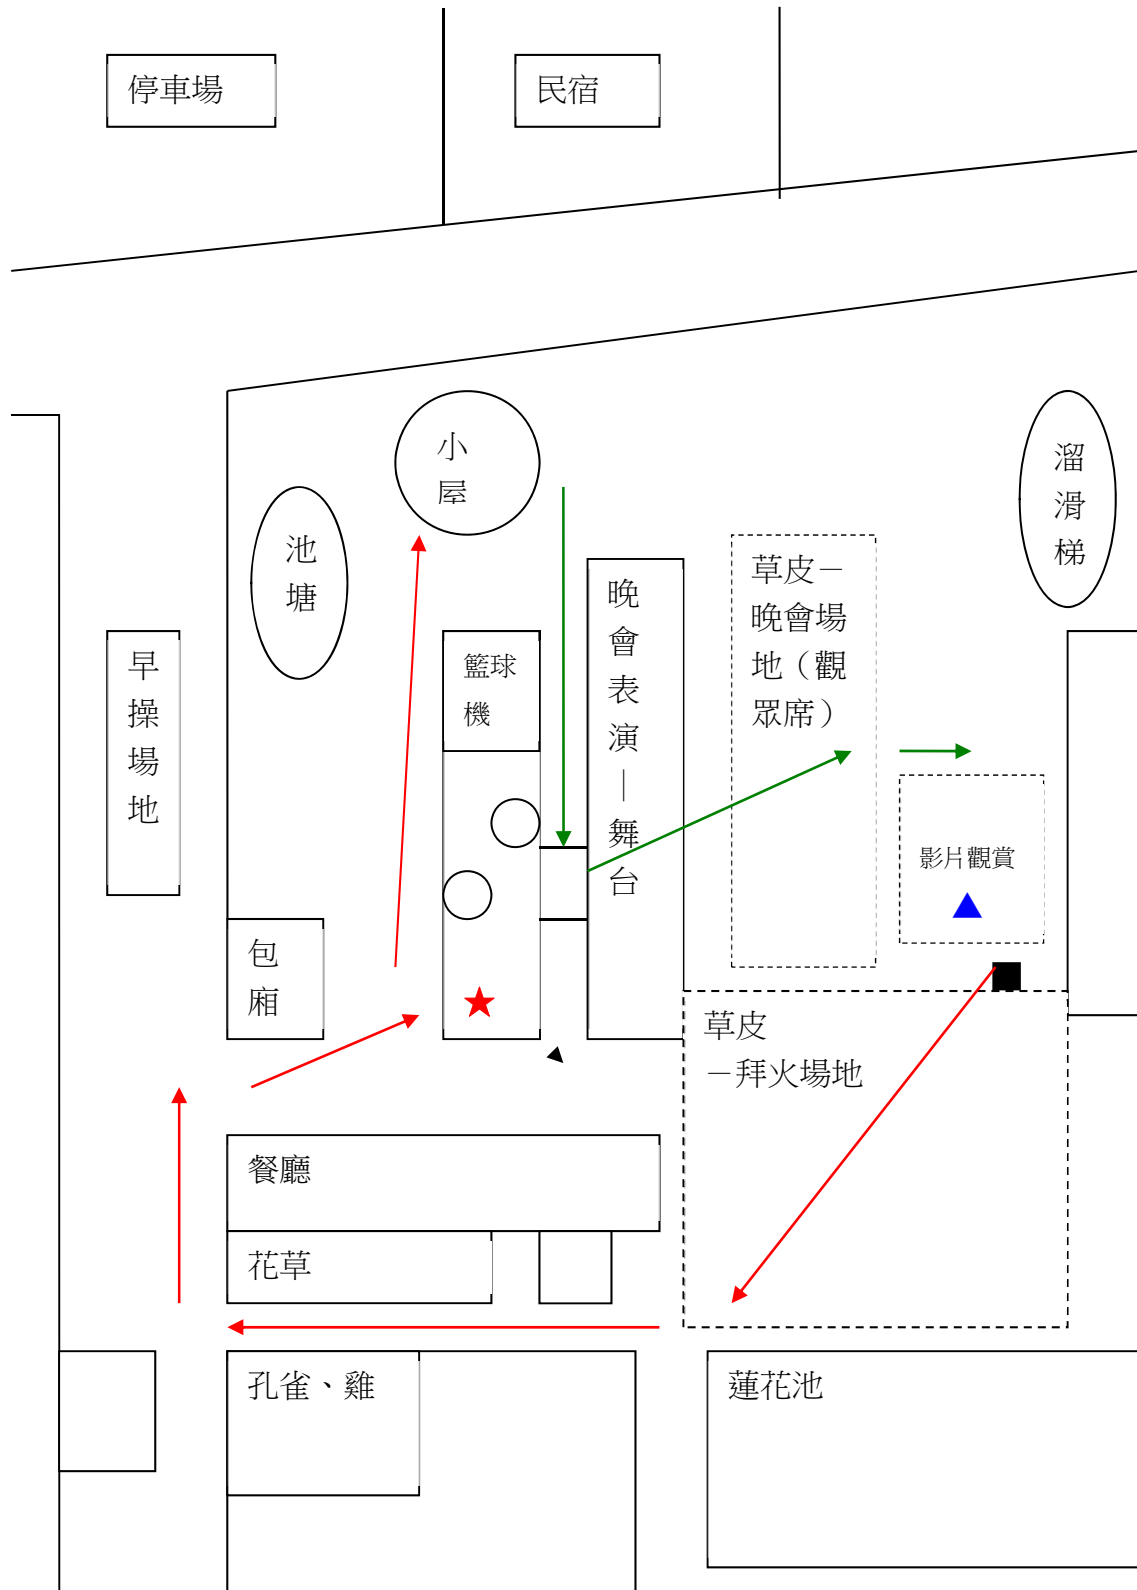 停車場
民宿
小
屋
溜
滑
梯
池
塘
草皮－
晚會場
地（觀
眾席）
晚
會
表
演
｜
舞
台
早
操
場
地
籃球
機
影片觀賞
包
廂
草皮
－拜火場地
餐廳
花草
孔雀、雞
蓮花池